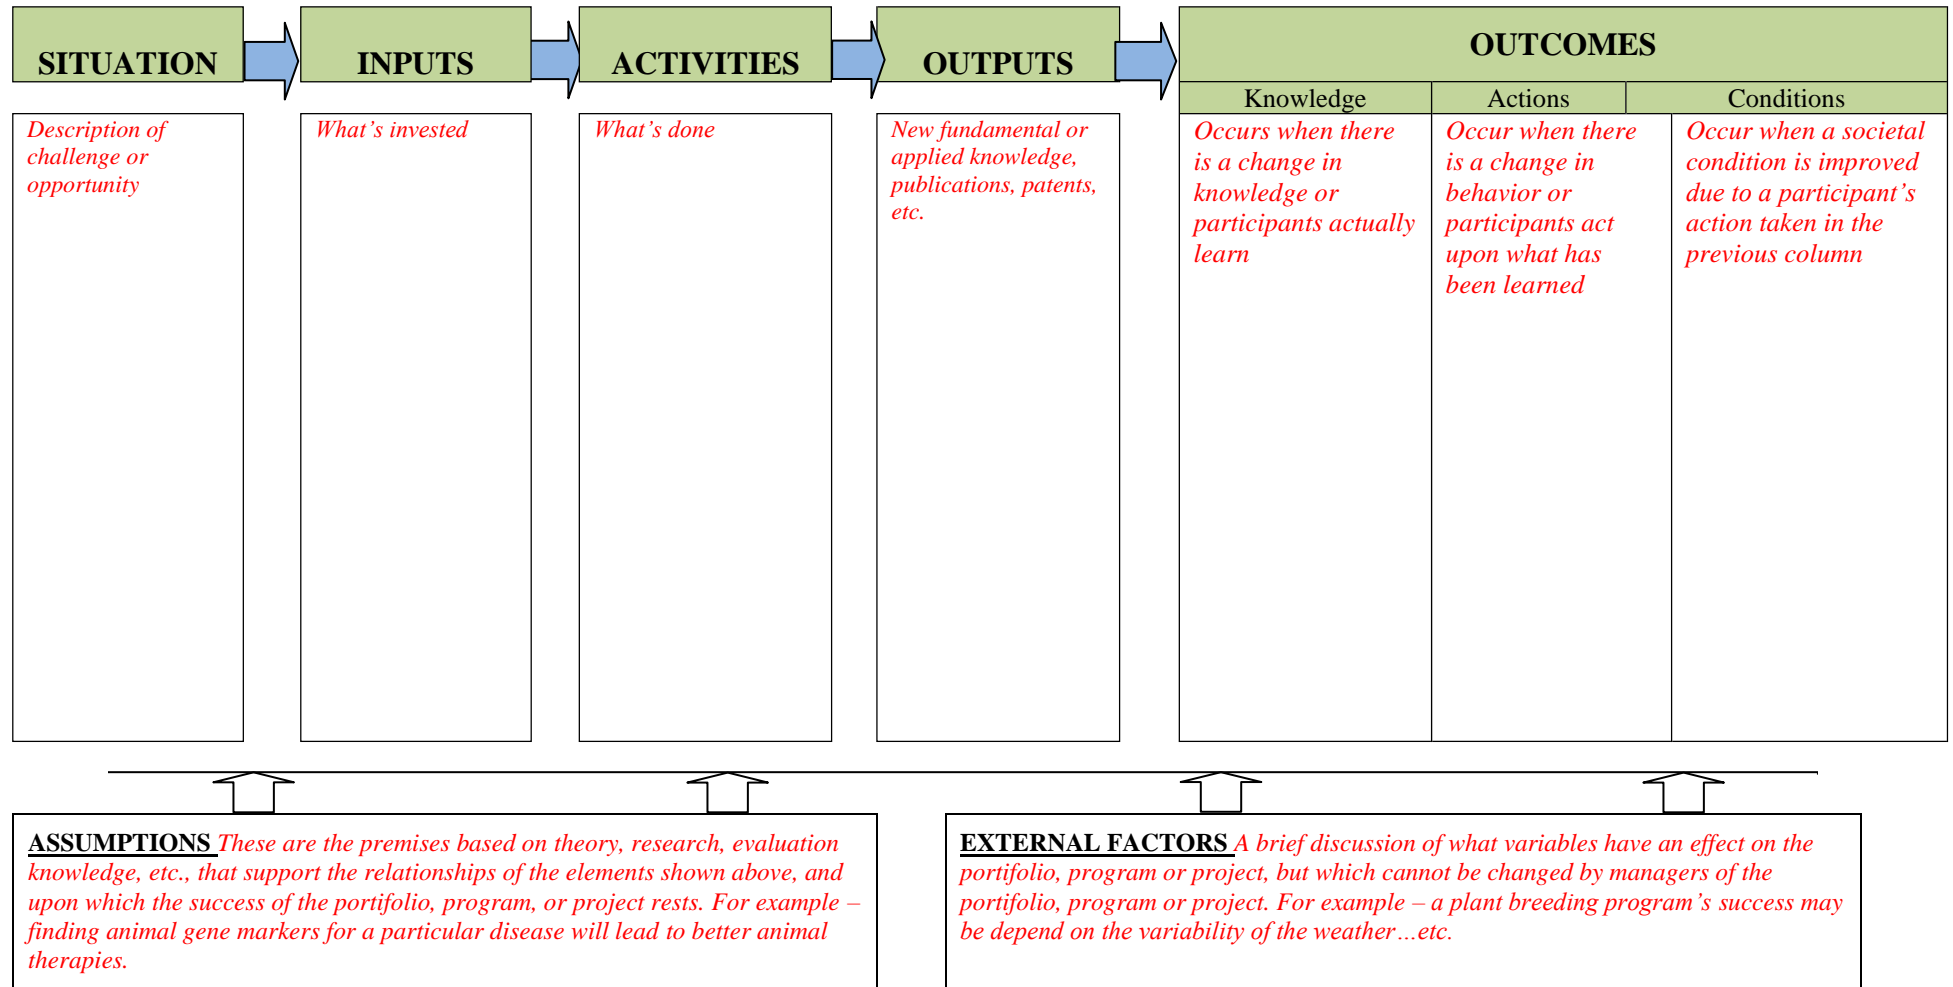 SITUATION
INPUTS
ACTIVITIES
OUTPUTS
OUTCOMES
Knowledge
Actions
Conditions
Description of
challenge or
opportunity
What’s invested
What’s done
New fundamental or
applied knowledge,
publications, patents,
etc.
Occurs when there
is a change in
knowledge or
participants actually
learn
Occur when there
is a change in
behavior or
participants act
upon what has
been learned
Occur when a societal
condition is improved
due to a participant’s
action taken in the
previous column
ASSUMPTIONS These are the premises based on theory, research, evaluation
knowledge, etc., that support the relationships of the elements shown above, and
upon which the success of the portifolio, program, or project rests. For example –
finding animal gene markers for a particular disease will lead to better animal
therapies.
EXTERNAL FACTORS A brief discussion of what variables have an effect on the
portifolio, program or project, but which cannot be changed by managers of the
portifolio, program or project. For example – a plant breeding program’s success may
be depend on the variability of the weather…etc.